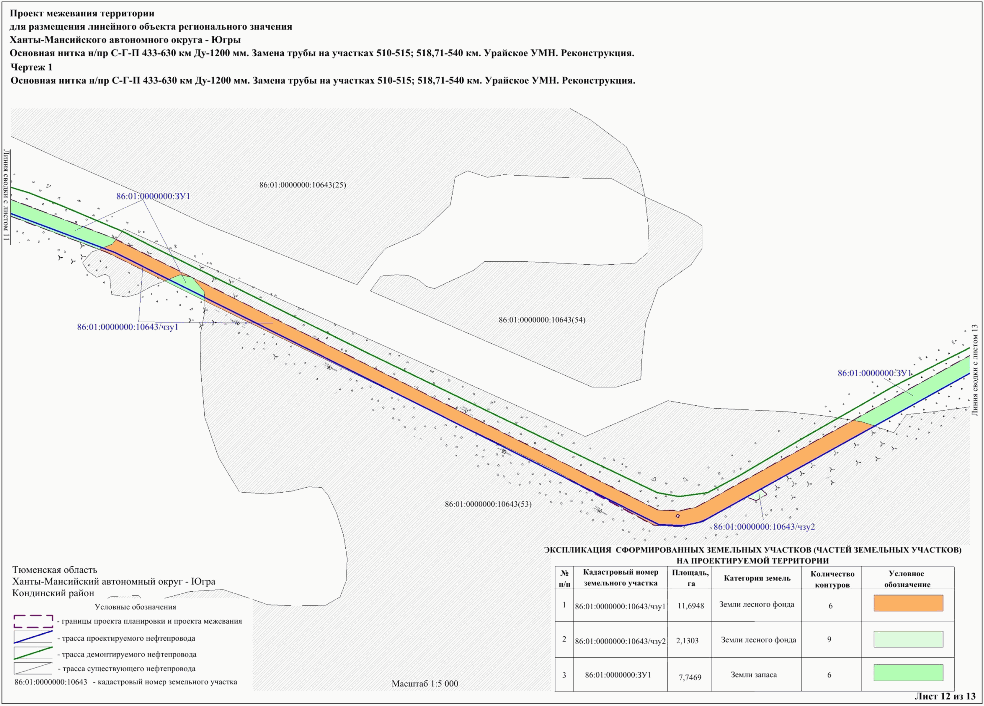 Проект межевания территории
для размещения линейного объекта регионального значения
Ханты-Мансийского автономного округа - Югры
Основная нитка н/пр С-Г-П 433-630 км Ду-1200 мм. Замена трубы на участках 510-515; 518,71-540 км. Урайское УМН. Реконструкция.
Чертеж 1
Основная нитка н/пр С-Г-П 433-630 км Ду-1200 мм. Замена трубы на участках 510-515; 518,71-540 км. Урайское УМН. Реконструкция.
Линия сводки с листом 11
86:01:0000000:10643(25)
86:01:0000000:ЗУ1
86:01:0000000:10643/чзу1
86:01:0000000:10643(54)
Линия сводки с листом 13
86:01:0000000:ЗУ1
86:01:0000000:10643(53)
86:01:0000000:10643/чзу2
ЭКСПЛИКАЦИЯ СФОРМИРОВАННЫХ ЗЕМЕЛЬНЫХ УЧАСТКОВ (ЧАСТЕЙ ЗЕМЕЛЬНЫХ УЧАСТКОВ)
НА ПРОЕКТИРУЕМОЙ ТЕРРИТОРИИ
№ п/п Кадастровый номер земельного участка Площадь, га Категория земель Количество контуров Условное обозначение
1 86:01:0000000:10643/чзу1 11,6948 Земли лесного фонда 6
2 86:01:0000000:10643/чзу2 2,1303 Земли лесного фонда 9
3 86:01:0000000:ЗУ1 7,7469 Земли запаса 6
Тюменская область
Ханты-Мансийский автономный округ - Югра
Кондинский район
Условные обозначения
- границы проекта планировки и проекта межевания
- трасса проектируемого нефтепровода
- трасса демонтируемого нефтепровода
- трасса существующего нефтепровода
86:01:0000000:10643 - кадастровый номер земельного участка
Масштаб 1:5 000
Лист 12 из 13